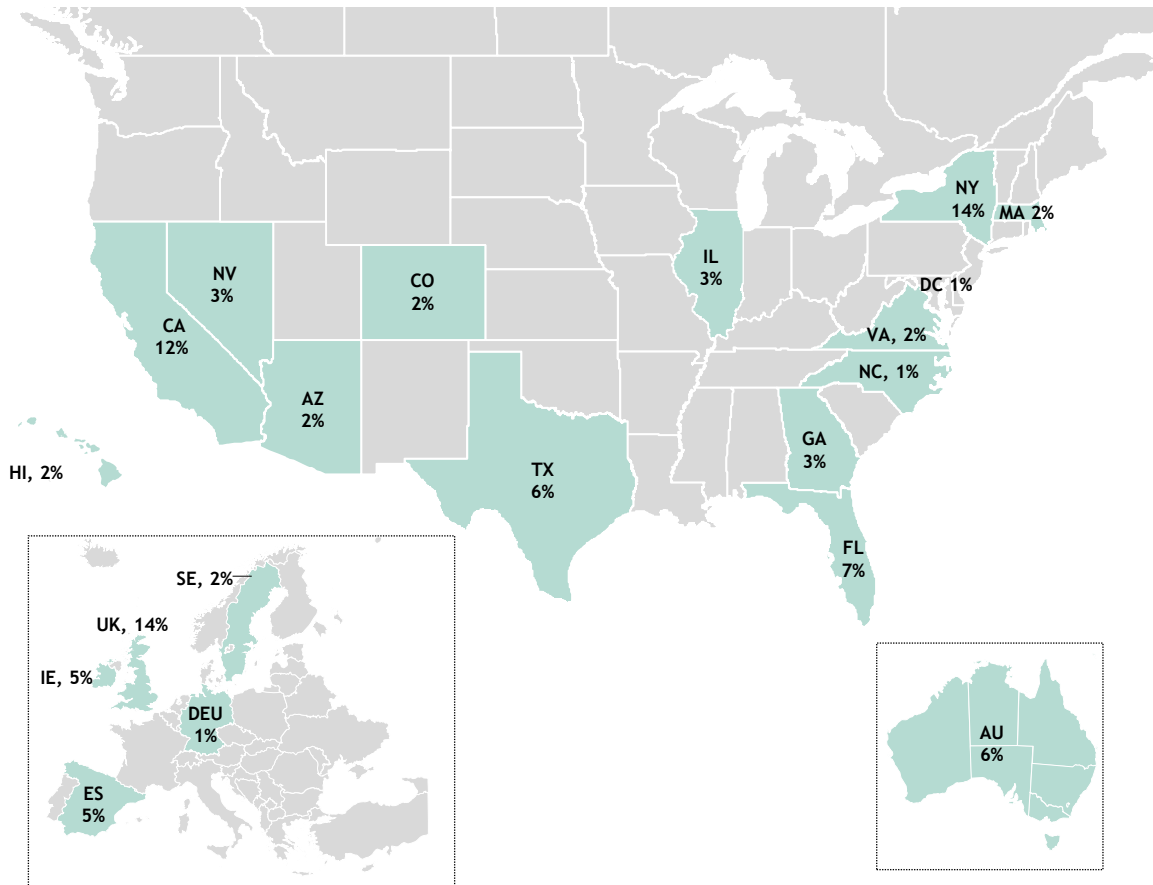 NY
14%
MA 2%
IL
3%
NV
3%
CO
2%
DC 1%
CA
12%
VA, 2%
NC, 1%
AZ
2%
GA
3%
HI, 2%
TX
6%
FL
7%
SE, 2%
UK, 14%
IE, 5%
DEU
1%
ES
5%
AU
6%